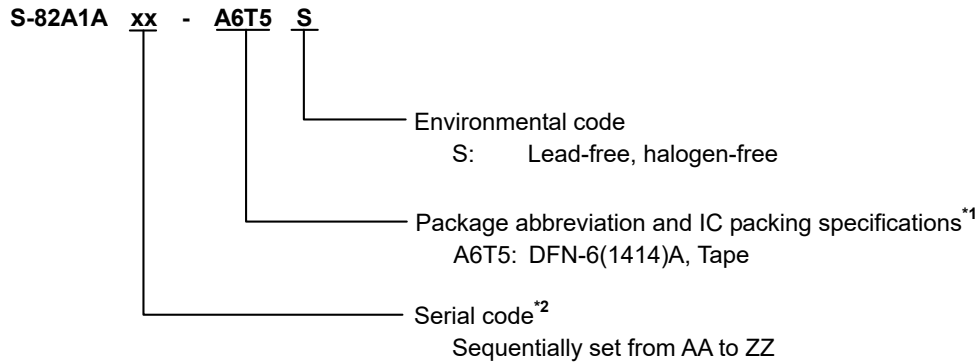 S-82A1A xx - A6T5 S
Environmental code
S: Lead-free, halogen-free
Package abbreviation and IC packing specifications*1
A6T5: DFN-6(1414)A, Tape
Serial code*2
Sequentially set from AA to ZZ